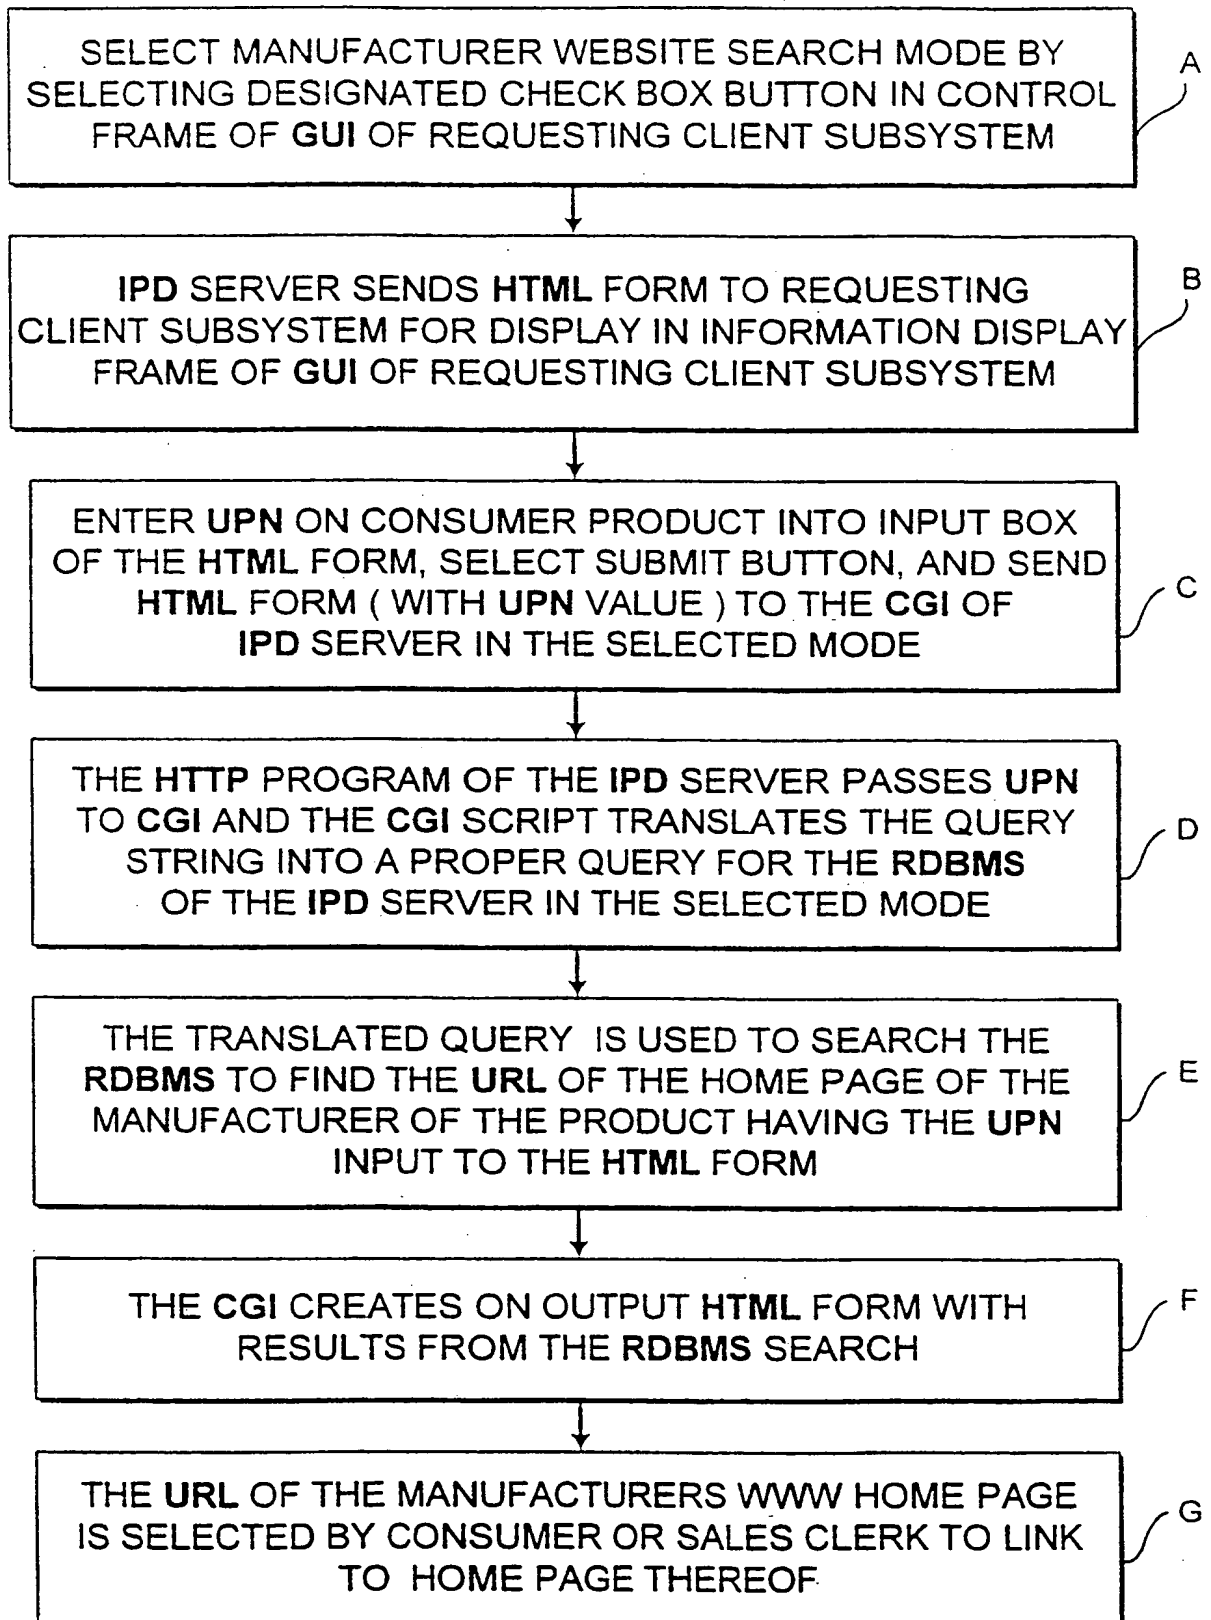 SELECT MANUFACTURER WEBSITE SEARCH MODE BY
SELECTING DESIGNATED CHECK BOX BUTTON IN CONTROL
FRAME OF GUI OF REQUESTING CLIENT SUBSYSTEM
A
IPD SERVER SENDS HTML FORM TO REQUESTING
CLIENT SUBSYSTEM FOR DISPLAY IN INFORMATION DISPLAY
FRAME OF GUI OF REQUESTING CLIENT SUBSYSTEM
B
ENTER UPN ON CONSUMER PRODUCT INTO INPUT BOX
OF THE HTML FORM, SELECT SUBMIT BUTTON, AND SEND
HTML FORM ( WITH UPN VALUE ) TO THE CGI OF
IPD SERVER IN THE SELECTED MODE
C
THE HTTP PROGRAM OF THE IPD SERVER PASSES UPN
TO CGI AND THE CGI SCRIPT TRANSLATES THE QUERY
STRING INTO A PROPER QUERY FOR THE RDBMS
OF THE IPD SERVER IN THE SELECTED MODE
D
THE TRANSLATED QUERY IS USED TO SEARCH THE
RDBMS TO FIND THE URL OF THE HOME PAGE OF THE
MANUFACTURER OF THE PRODUCT HAVING THE UPN
INPUT TO THE HTML FORM
E
THE CGI CREATES ON OUTPUT HTML FORM WITH
RESULTS FROM THE RDBMS SEARCH
F
THE URL OF THE MANUFACTURERS WWW HOME PAGE
IS SELECTED BY CONSUMER OR SALES CLERK TO LINK
TO HOME PAGE THEREOF
G